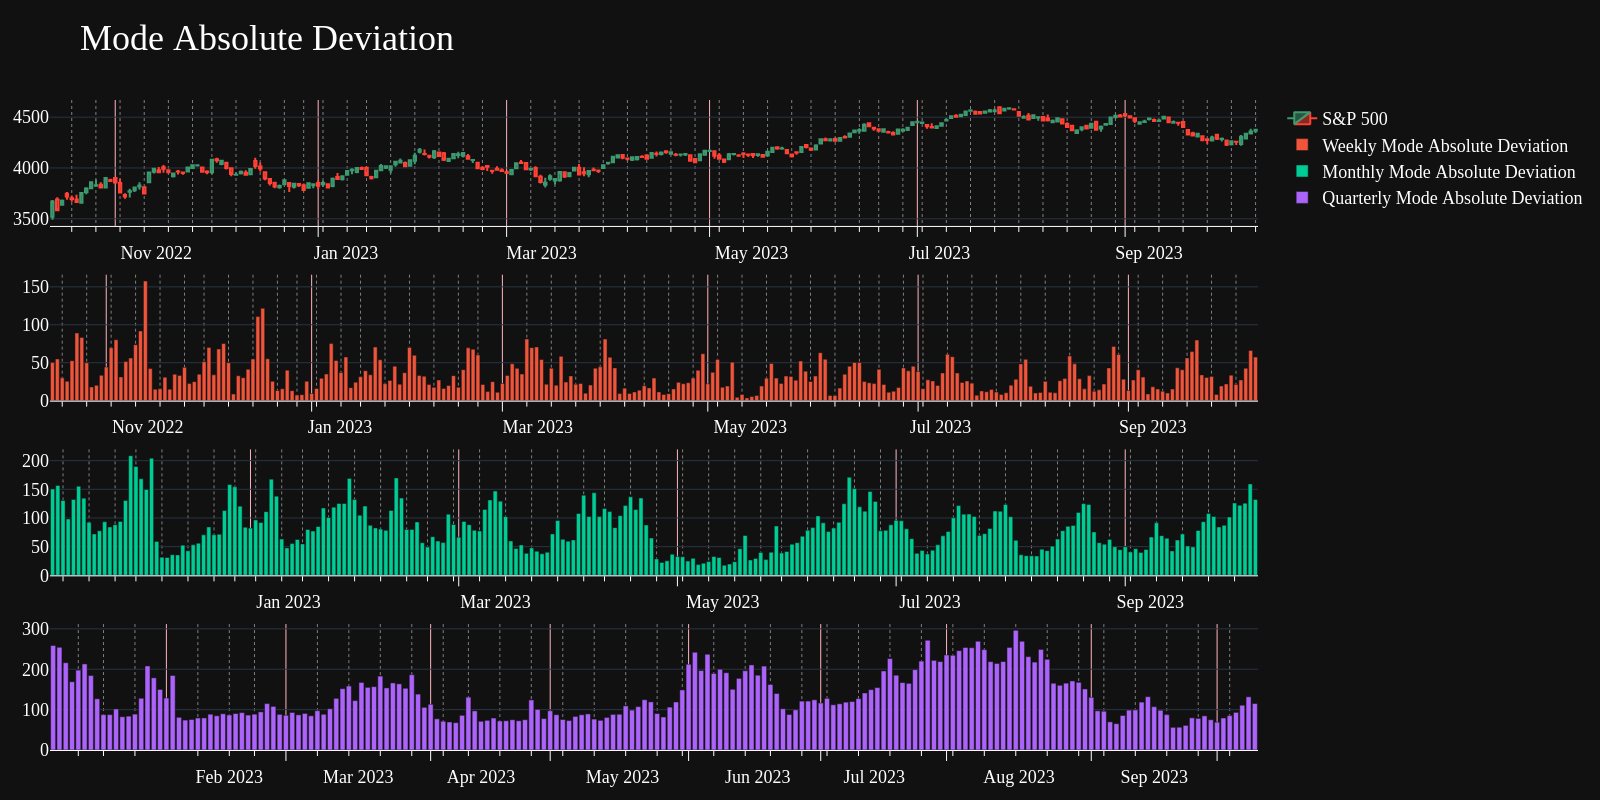 Mode Absolute Deviation
S&P 500
Weekly Mode Absolute Deviation
Monthly Mode Absolute Deviation
Quarterly Mode Absolute Deviation
4500
4000
3500
Nov 2022 Jan 2023 Mar 2023 May 2023 Jul 2023 Sep 2023
150
100
50
0
Nov 2022 Jan 2023 Mar 2023 May 2023 Jul 2023 Sep 2023
200
150
100
50
0
Jan 2023 Mar 2023 May 2023 Jul 2023 Sep 2023
300
200
100
0
Feb 2023 Mar 2023 Apr 2023 May 2023 Jun 2023 Jul 2023 Aug 2023 Sep 2023